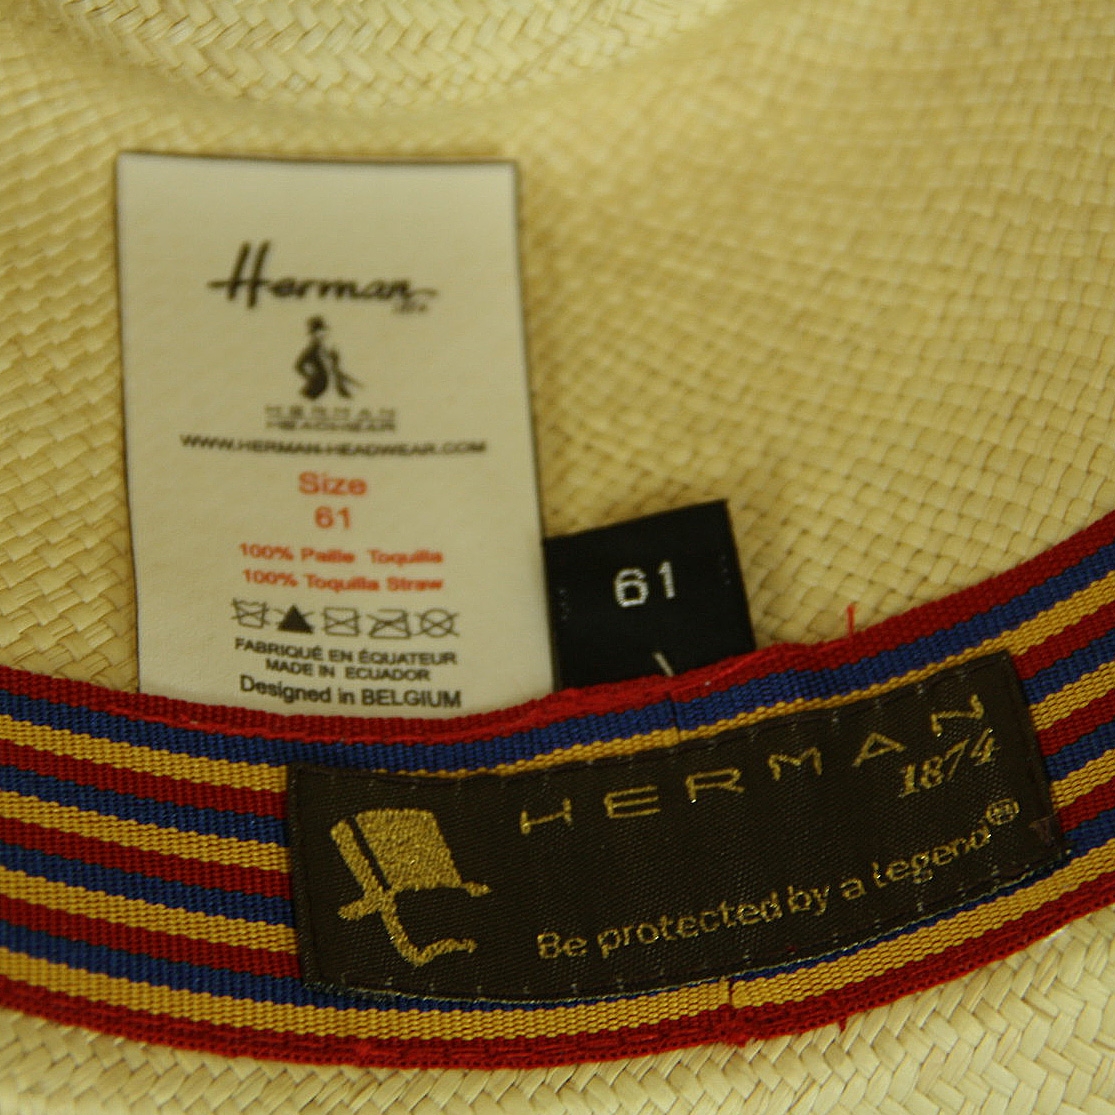 Herman
HERMAN
HEADWEAR
WWW.HERMAN-HEADWEAR.COM
Size
61
100% Paille Toquilla
100% Toquilla Straw
FABRIQUÉ EN ÉQUATEUR
MADE IN ECUADOR
Designed in BELGIUM
61
HERMAN
1874
Be protected by a legend